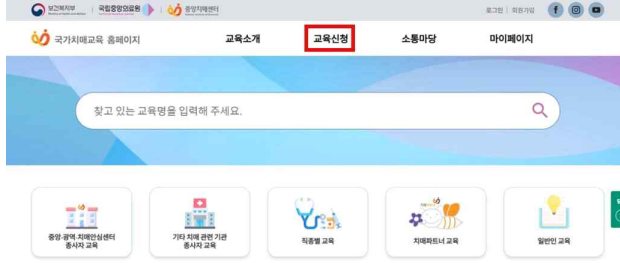 보건복지부
국립중앙의료원
중앙치매센터
로그인 | 회원가입
국가치매교육 홈페이지
교육소개
교육신청
소통마당
마이페이지
찾고 있는 교육명을 입력해 주세요.
중앙·광역·치매안심센터
종사자 교육
기타 치매 관련 기관
종사자 교육
직종별 교육
치매파트너 교육
일반인 교육